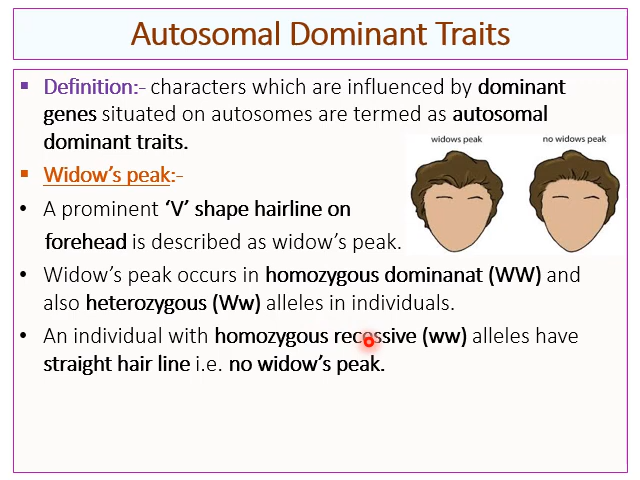 Autosomal Dominant Traits
▪ Definition:- characters which are influenced by dominant
genes situated on autosomes are termed as autosomal
dominant traits.
widows peak
no widows peak
▪ Widow's peak:-
• A prominent 'V' shape hairline on
forehead is described as widow's peak.
• Widow's peak occurs in homozygous dominanat (WW) and
also heterozygous (Ww) alleles in individuals.
• An individual with homozygous recessive (ww) alleles have
straight hair line i.e. no widow's peak.